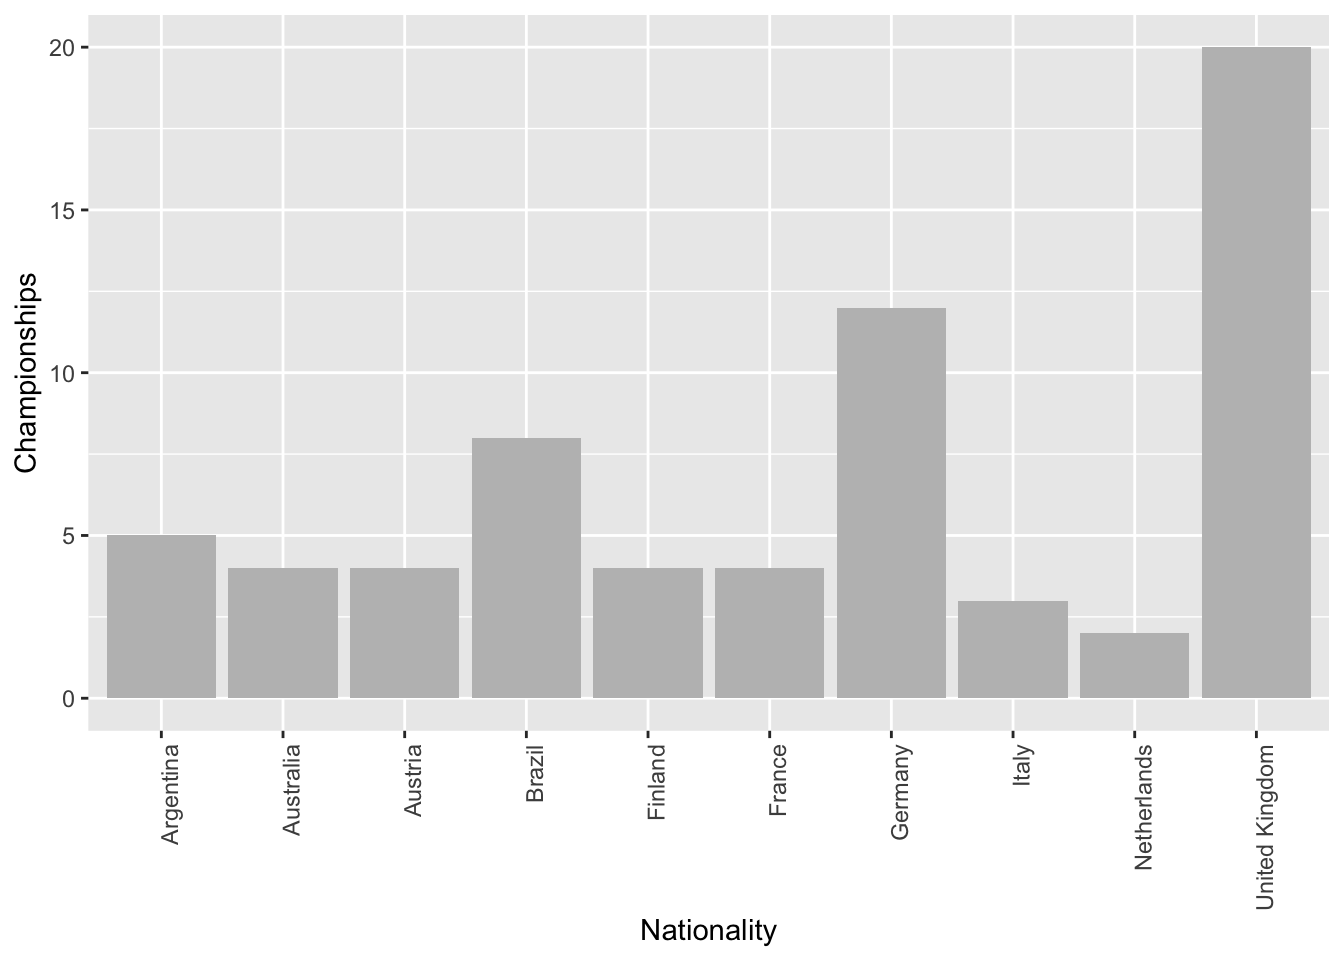 20
15
10
5
0
Championships
Argentina
Australia
Austria
Brazil
Finland
France
Germany
Italy
Netherlands
United Kingdom
Nationality